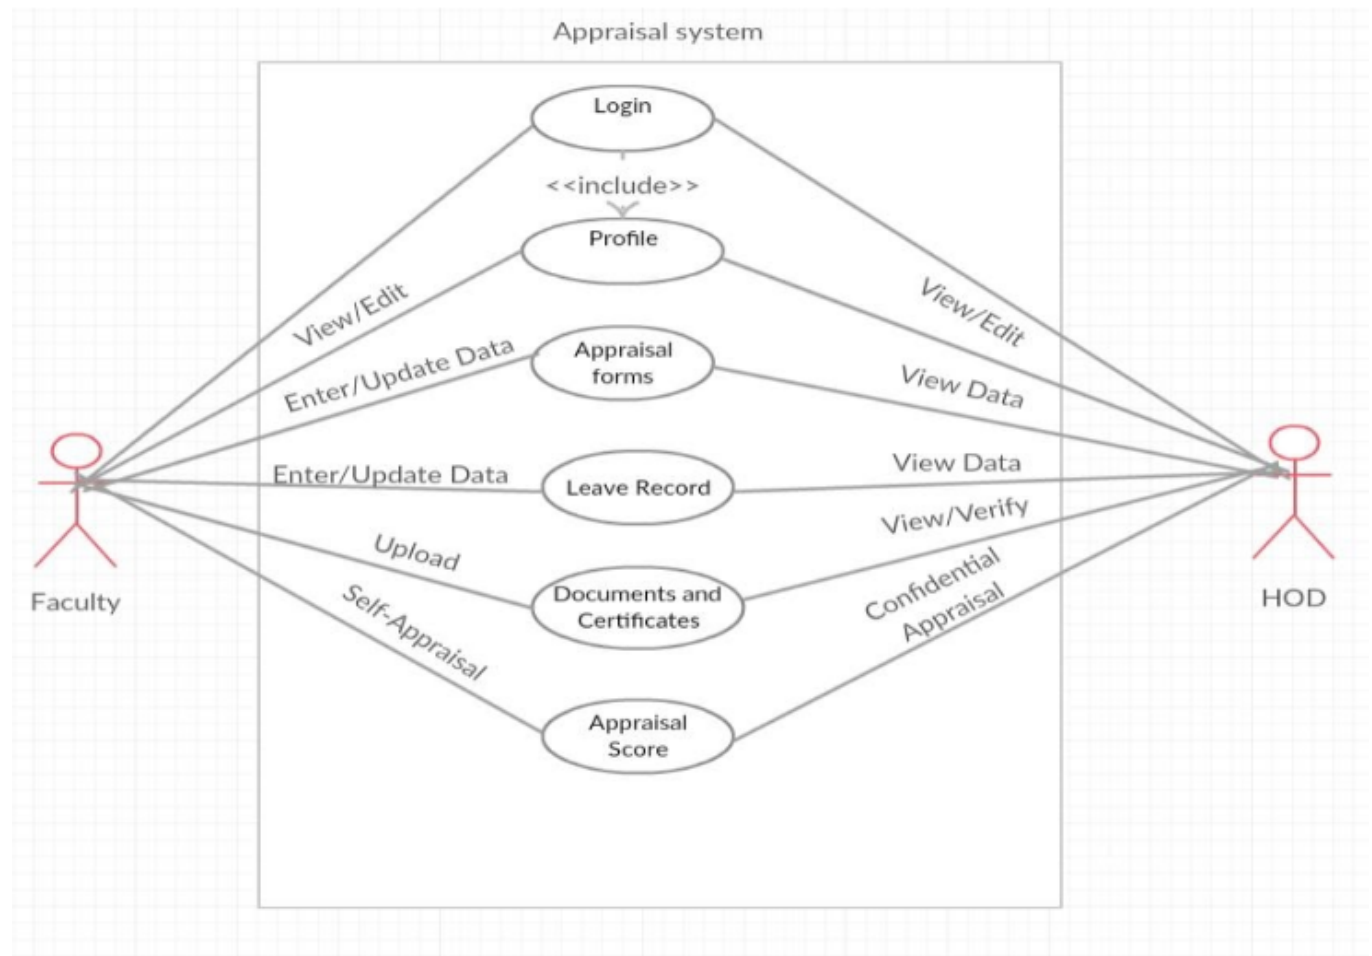 Appraisal system
Login
<<include>>
Profile
View/Edit
View/Edit
Enter/Update Data
Appraisal
forms
View Data
Enter/Update Data
Leave Record
View Data
Upload
Documents and
Certificates
View/Verify
Self-Appraisal
Appraisal
Score
Confidential
Appraisal
Faculty
HOD